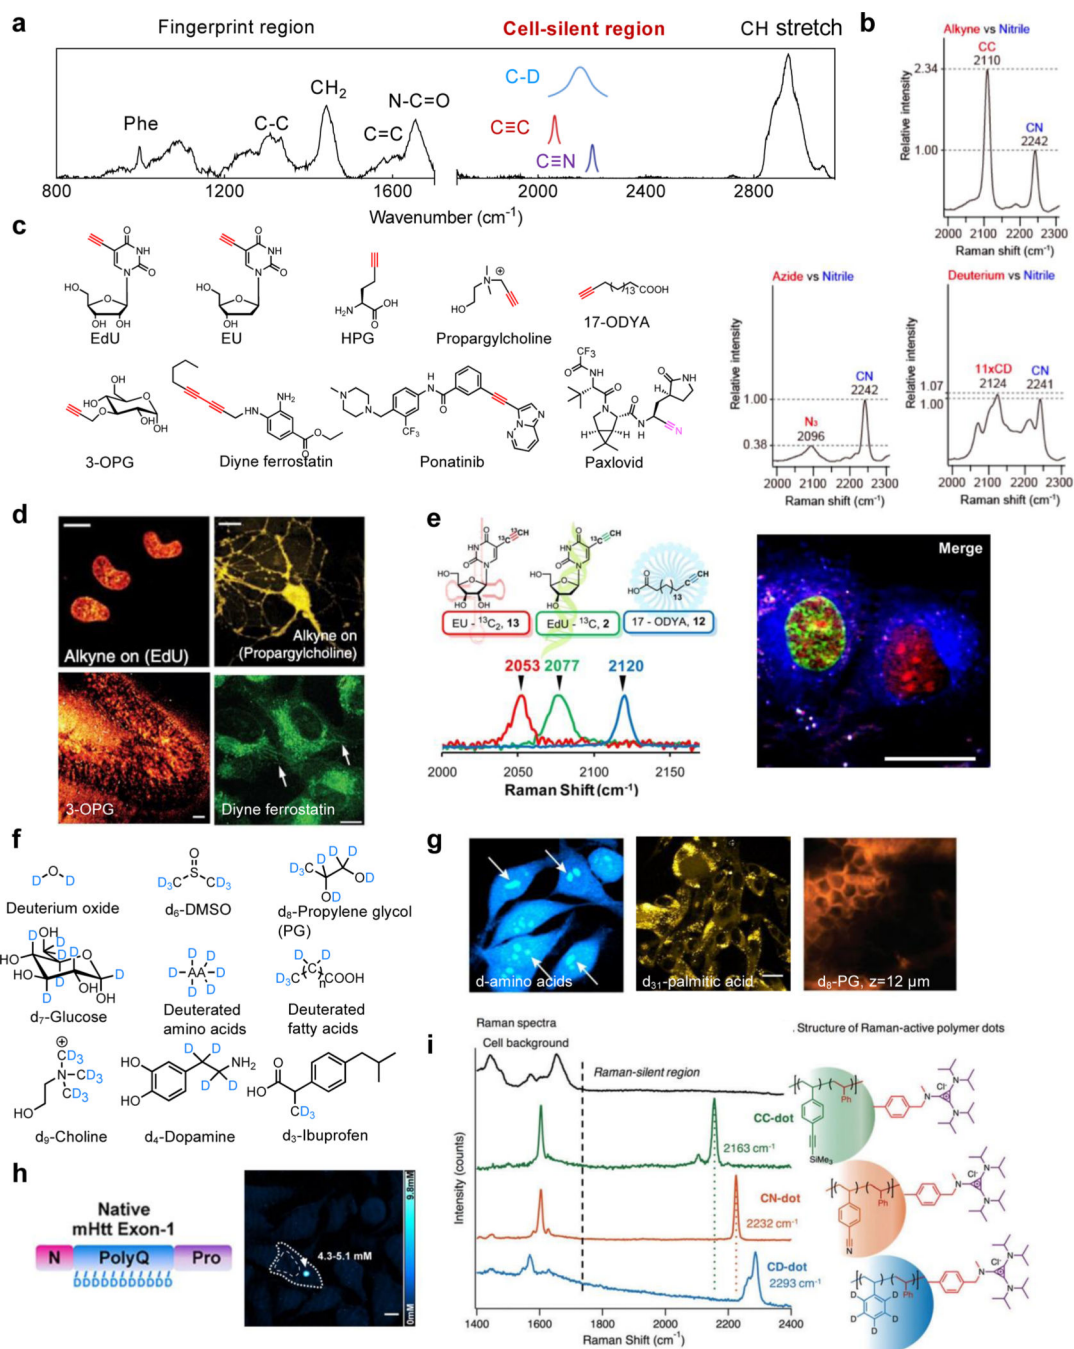 a
Fingerprint region
Cell-silent region
CH stretch
Phe
C-C
CH2
C=C
N-C=O
C-D
C≡C
C≡N
800 1200 1600 2000 2400 2800
Wavenumber (cm-1)
b
Alkyne vs Nitrile
CC
2110
2.34
CN
2242
1.00
Relative intensity
2000 2100 2200 2300
Raman shift (cm-1)
Azide vs Nitrile
CN
2242
1.00
N3
2096
0.38
Relative intensity
2000 2100 2200 2300
Raman shift (cm-1)
Deuterium vs Nitrile
11xCD
2124
CN
2241
1.07
1.00
Relative intensity
2000 2100 2200 2300
Raman shift (cm-1)
c
EdU
EU
HPG
Propargylcholine
17-ODYA
3-OPG
Diyne ferrostatin
Ponatinib
Paxlovid
d
Alkyne on (EdU)
Alkyne on
(Propargylcholine)
3-OPG
Diyne ferrostatin
e
EU - 13C2, 13
EdU - 13C, 2
17 - ODYA, 12
2053 2077 2120
2000 2050 2100 2150
Raman Shift(cm-1)
Merge
f
Deuterium oxide
d6-DMSO
d8-Propylene glycol
(PG)
d7-Glucose
Deuterated
amino acids
Deuterated
fatty acids
d9-Choline
d4-Dopamine
d3-Ibuprofen
g
d-amino acids
d31-palmitic acid
d8-PG, z=12 μm
h
Native
mHtt Exon-1
N PolyQ Pro
4.3-5.1 mM
9.8mM
0mM
i
Raman spectra
Cell background
Raman-silent region
. Structure of Raman-active polymer dots
CC-dot
2163 cm-1
CN-dot
2232 cm-1
CD-dot
2293 cm-1
Intensity (counts)
1400 1600 1800 2000 2200 2400
Raman Shift (cm-1)